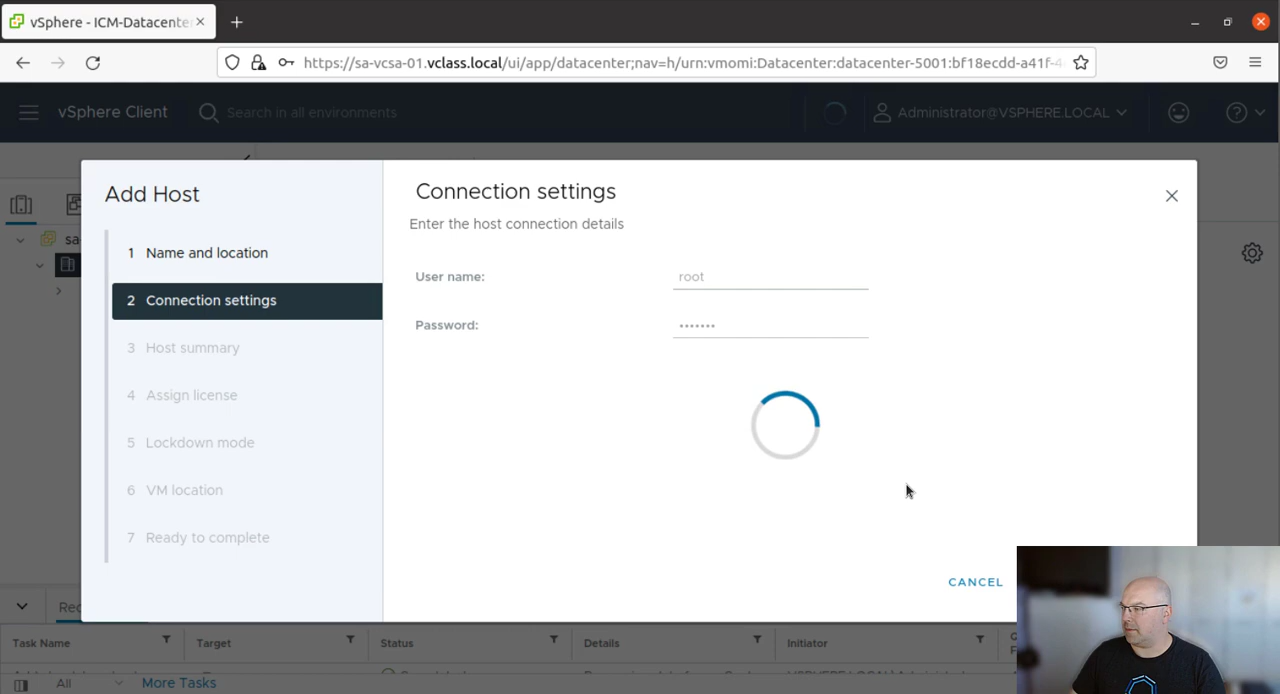 vSphere - ICM-Datacente
https://sa-vcsa-01.vclass.local/ui/app/datacenter;nav=h/urn:vmomi:Datacenter:datacenter-5001:bf18ecdd-a41f-4
vSphere Client
Search in all environments
Administrator@VSPHERE.LOCAL
sa
Add Host
1 Name and location
2 Connection settings
3 Host summary
4 Assign license
5 Lockdown mode
6 VM location
7 Ready to complete
Connection settings
Enter the host connection details
User name:
root
Password:
•••••••
CANCEL
Rec
Task Name
Target
Status
Details
Initiator
All
More Tasks